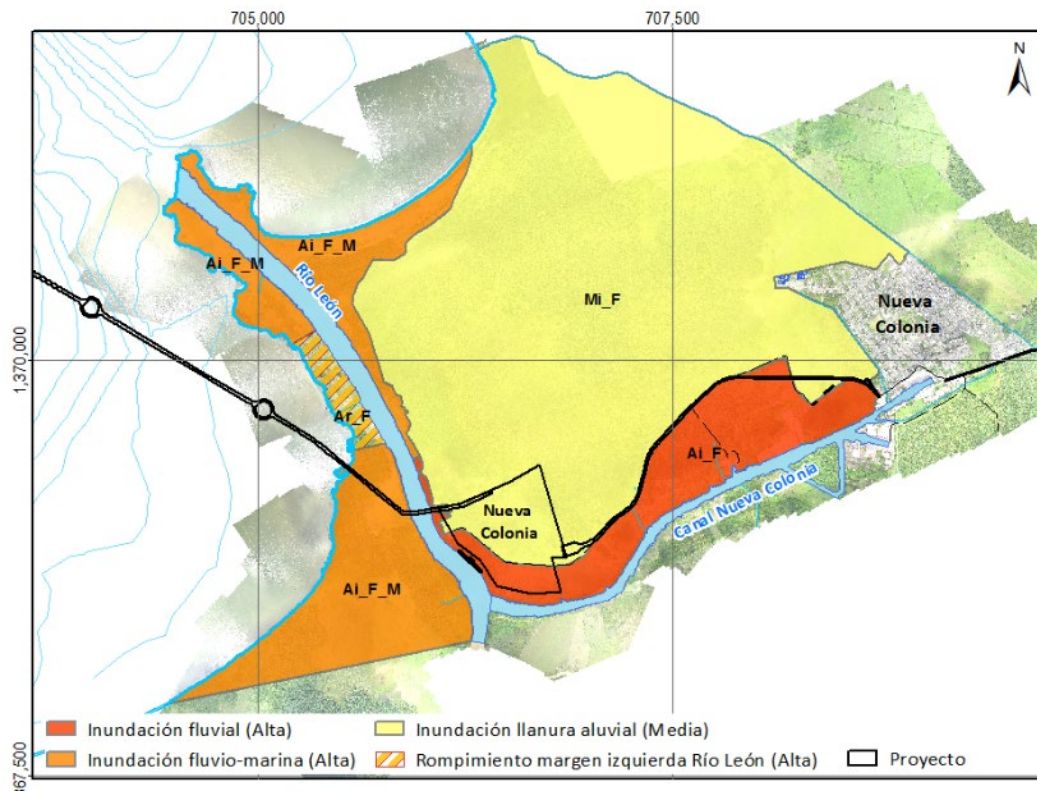 705,000 707,500
N
Ai_F_M
Ai_F_M
Río León
Mi_F
Nueva
Colonia
1,370,000
Ar_F
Ai_F
Canal Nueva Colonia
Nueva
Colonia
Ai_F_M
Inundación fluvial (Alta) Inundación llanura aluvial (Media)
Inundación fluvio-marina (Alta) Rompimiento margen izquierda Río León (Alta) Proyecto
67,500